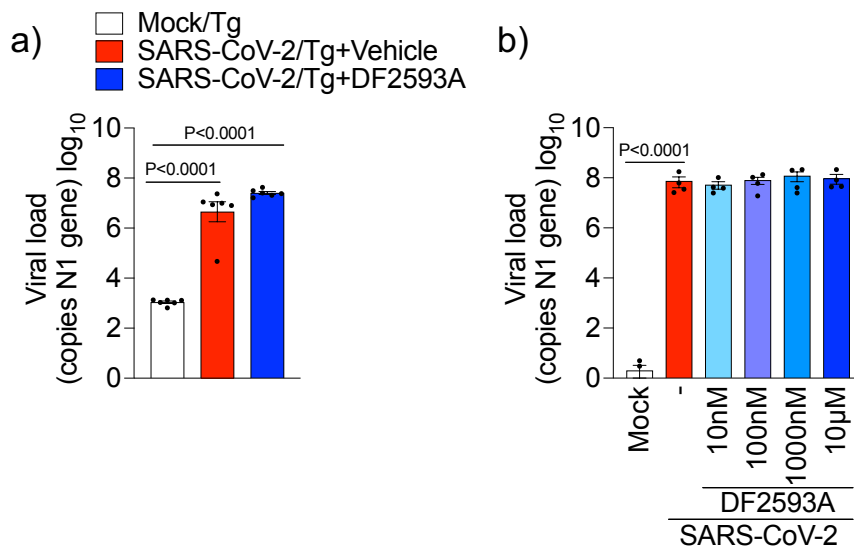 a)
Mock/Tg
SARS-CoV-2/Tg+Vehicle
SARS-CoV-2/Tg+DF2593A
Viral load
(copies N1 gene) log10
10
8
6
4
2
0
P<0.0001
P<0.0001
b)
Viral load
(copies N1 gene) log10
10
8
6
4
2
0
P<0.0001
Mock
-
10nM
100nM
1000nM
10µM
DF2593A
SARS-CoV-2